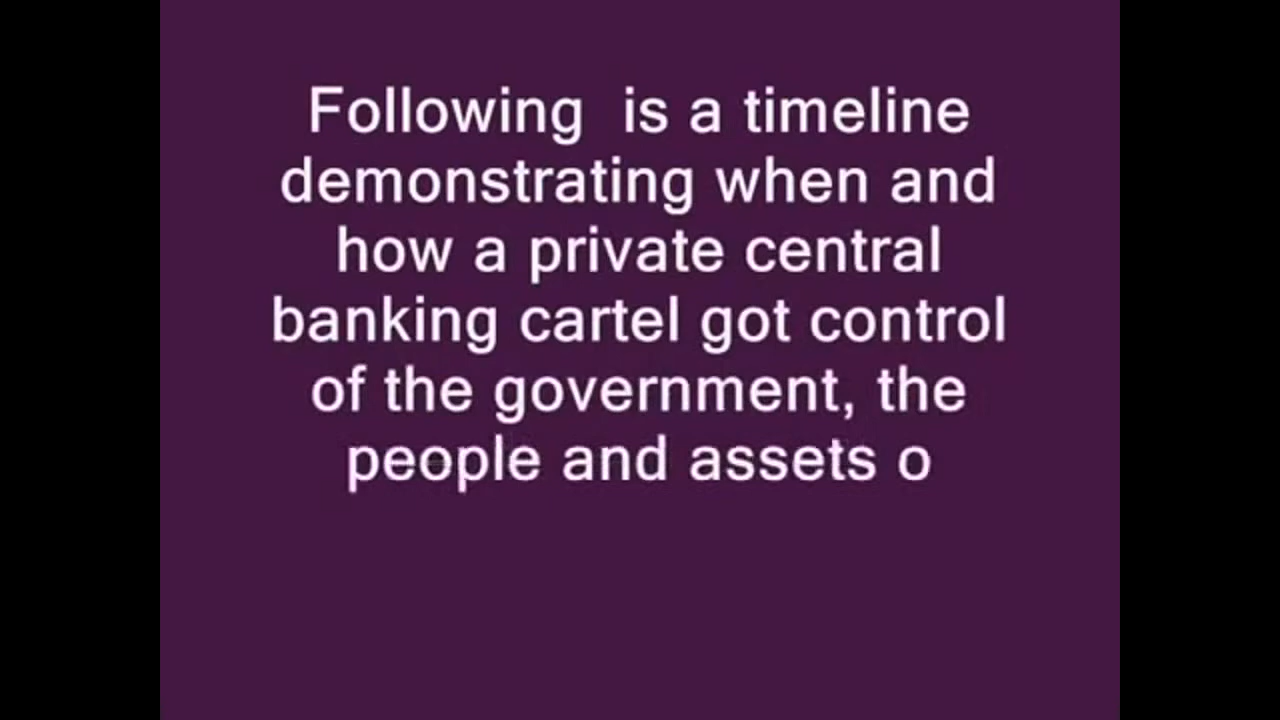 Following  is a timeline
demonstrating when and
how a private central
banking cartel got control
of the government, the
people and assets o